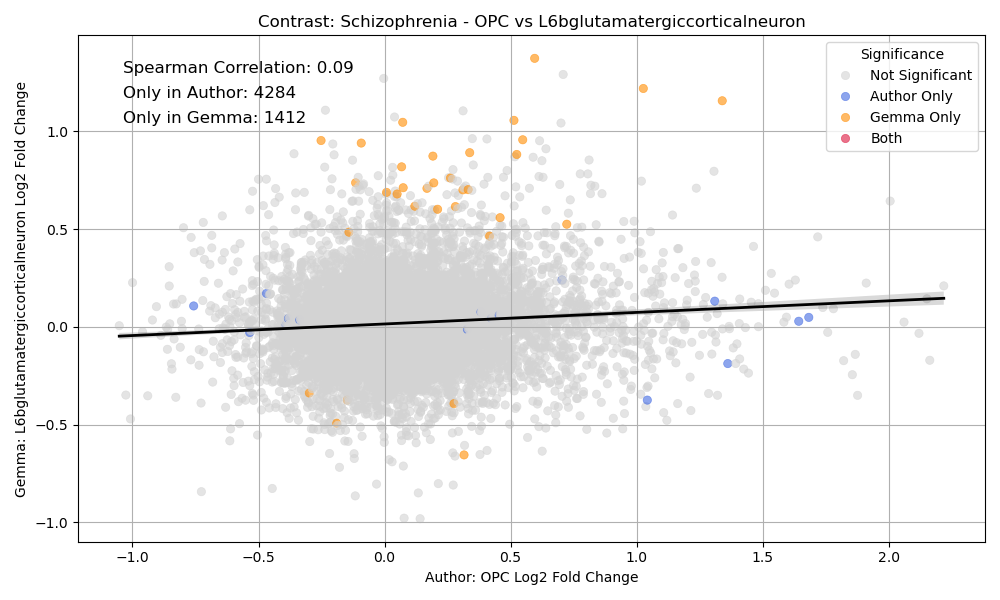 Contrast: Schizophrenia - OPC vs L6bglutamatergiccorticalneuron
Spearman Correlation: 0.09
Only in Author: 4284
Only in Gemma: 1412
Significance
Not Significant
Author Only
Gemma Only
Both
Gemma: L6bglutamatergiccorticalneuron Log2 Fold Change
1.0
0.5
0.0
−0.5
−1.0
−1.0 −0.5 0.0 0.5 1.0 1.5 2.0
Author: OPC Log2 Fold Change